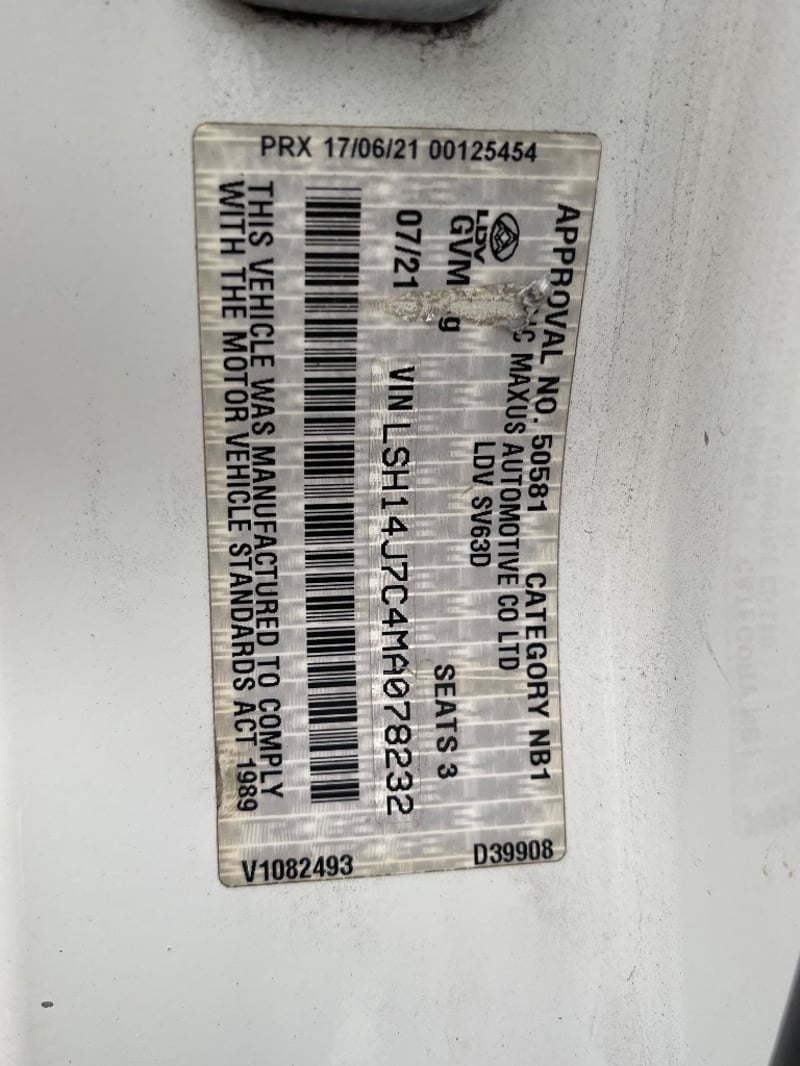 PRX 17/06/21 00125454
APPROVAL NO. 50581 CATEGORY NB1
LDV
IC MAXUS AUTOMOTIVE CO LTD
LDV SV63D
GVM g
SEATS 3
07/21
VIN LSH14J7C4MA078232
THIS VEHICLE WAS MANUFACTURED TO COMPLY
WITH THE MOTOR VEHICLE STANDARDS ACT 1989
V1082493
D39908